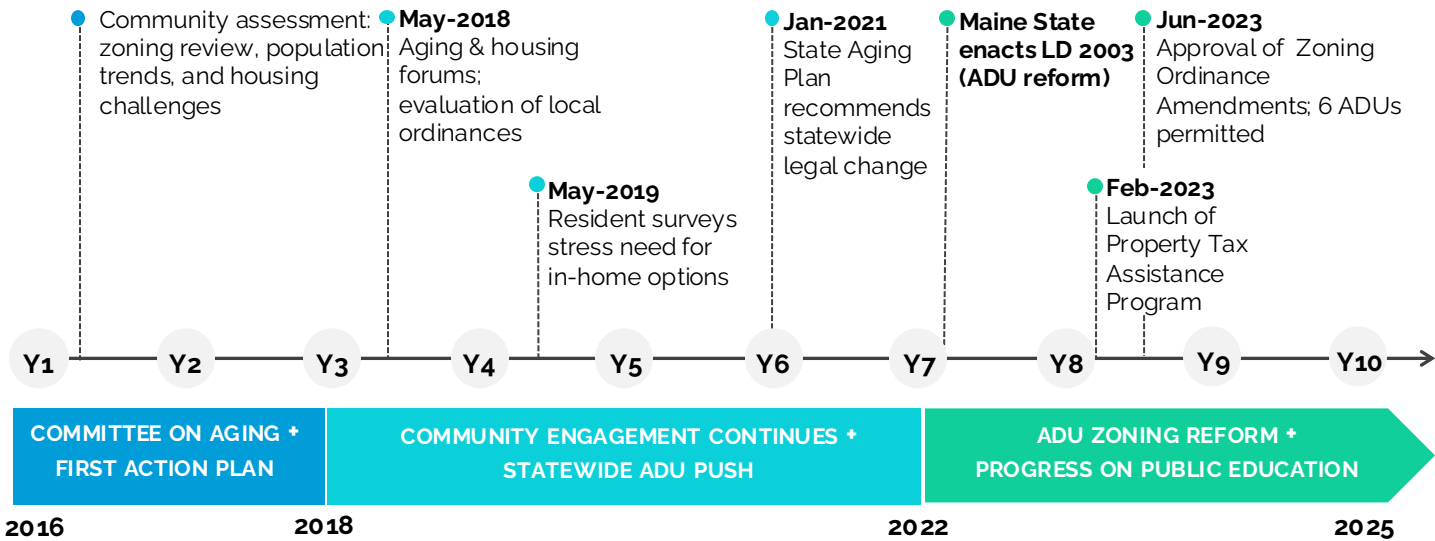 Community assessment:
zoning review, population
trends, and housing
challenges
May-2018
Aging & housing
forums;
evaluation of local
ordinances
May-2019
Resident surveys
stress need for
in-home options
Jan-2021
State Aging
Plan
recommends
statewide
legal change
Maine State
enacts LD 2003
(ADU reform)
Feb-2023
Launch of
Property Tax
Assistance
Program
Jun-2023
Approval of Zoning
Ordinance
Amendments; 6 ADUs
permitted
Y1 Y2 Y3 Y4 Y5 Y6 Y7 Y8 Y9 Y10
COMMITTEE ON AGING +
FIRST ACTION PLAN
COMMUNITY ENGAGEMENT CONTINUES +
STATEWIDE ADU PUSH
ADU ZONING REFORM +
PROGRESS ON PUBLIC EDUCATION
2016 2018 2022 2025